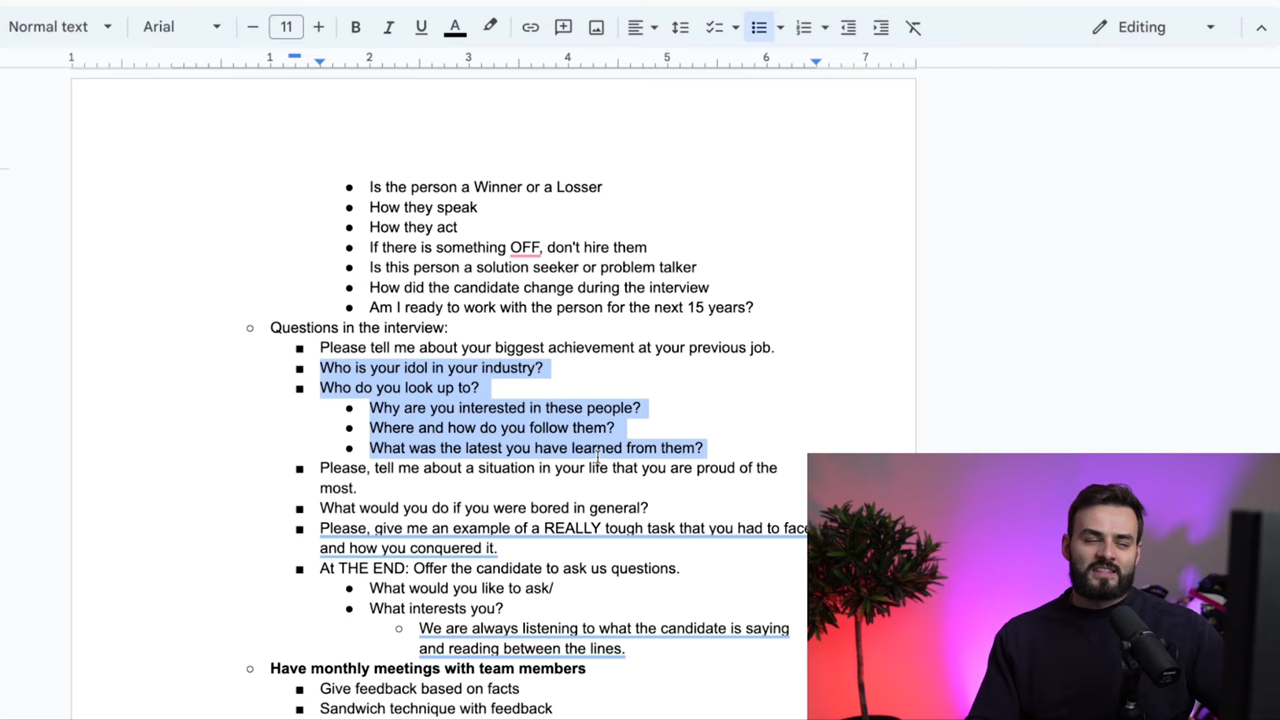 Normal text Arial 11 B I U A Editing
1 1 2 3 4 5 6 7
● Is the person a Winner or a Losser
● How they speak
● How they act
● If there is something OFF, don't hire them
● Is this person a solution seeker or problem talker
● How did the candidate change during the interview
● Am I ready to work with the person for the next 15 years?
○ Questions in the interview:
■ Please tell me about your biggest achievement at your previous job.
■ Who is your idol in your industry?
■ Who do you look up to?
● Why are you interested in these people?
● Where and how do you follow them?
● What was the latest you have learned from them?
■ Please, tell me about a situation in your life that you are proud of the
most.
■ What would you do if you were bored in general?
■ Please, give me an example of a REALLY tough task that you had to face
and how you conquered it.
■ At THE END: Offer the candidate to ask us questions.
● What would you like to ask/
● What interests you?
○ We are always listening to what the candidate is saying
and reading between the lines.
○ Have monthly meetings with team members
■ Give feedback based on facts
■ Sandwich technique with feedback